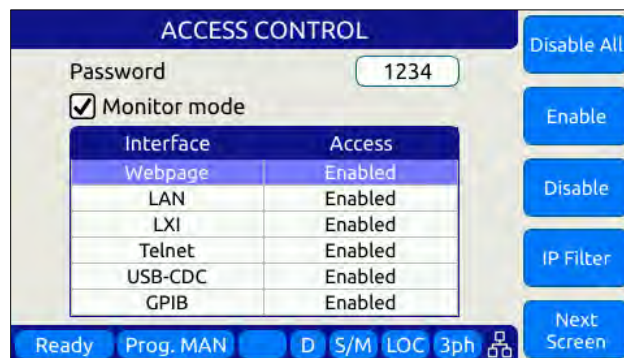 ACCESS CONTROL
Password 1234
Monitor mode
Interface Access
Webpage Enabled
LAN Enabled
LXI Enabled
Telnet Enabled
USB-CDC Enabled
GPIB Enabled
Disable All
Enable
Disable
IP Filter
Next
Screen
Ready Prog. MAN D S/M LOC 3ph